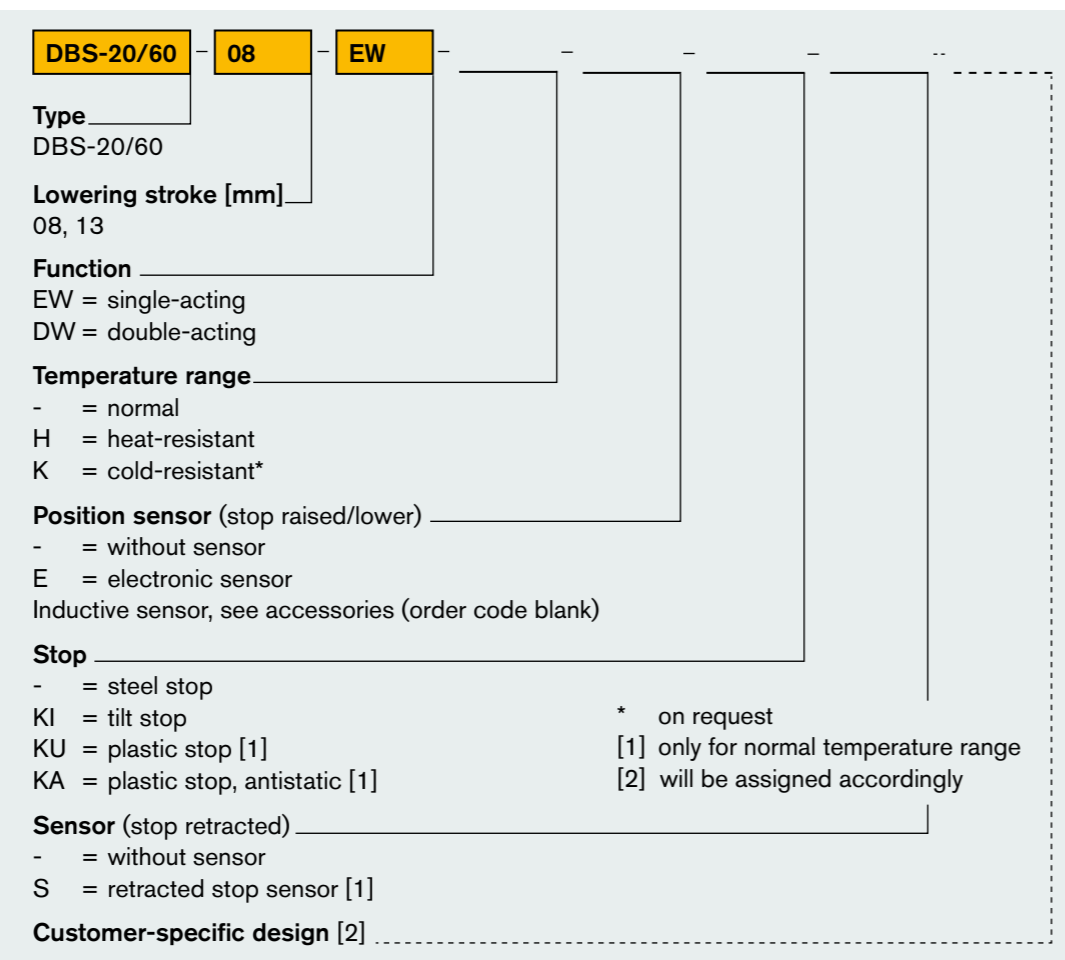 DBS-20/60 – 08 – EW – – – – --
Type
DBS-20/60
Lowering stroke [mm]
08, 13
Function
EW = single-acting
DW = double-acting
Temperature range
- = normal
H = heat-resistant
K = cold-resistant*
Position sensor (stop raised/lower)
- = without sensor
E = electronic sensor
Inductive sensor, see accessories (order code blank)
Stop
- = steel stop
KI = tilt stop
KU = plastic stop [1]
KA = plastic stop, antistatic [1]
* on request
[1] only for normal temperature range
[2] will be assigned accordingly
Sensor (stop retracted)
- = without sensor
S = retracted stop sensor [1]
Customer-specific design [2]